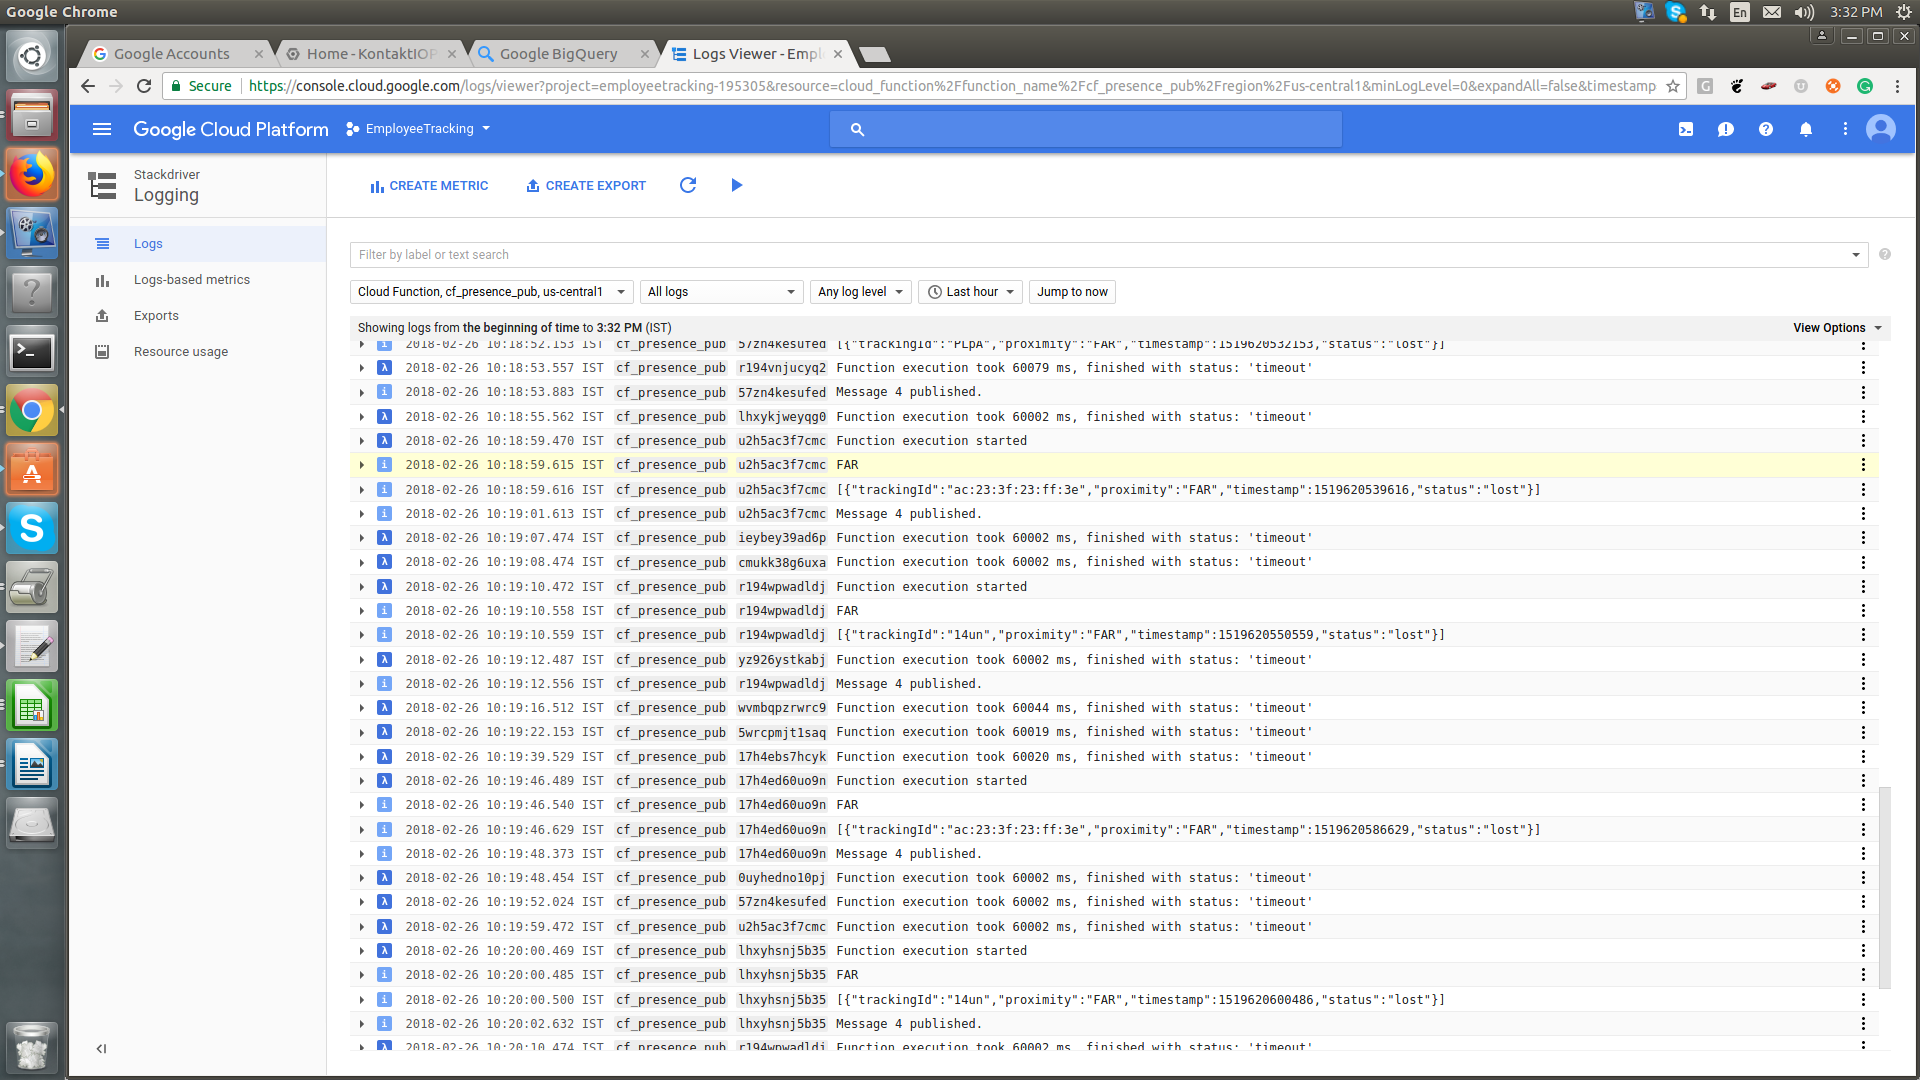 Google Chrome
En
3:32 PM
Google Accounts
Home - KontaktIOP
Google BigQuery
Logs Viewer - Empl
Secure
https://console.cloud.google.com/logs/viewer?project=employeetracking-195305&resource=cloud_function%2Ffunction_name%2Fcf_presence_pub%2Fregion%2Fus-central1&minLogLevel=0&expandAll=false&timestamp
Google Cloud Platform
EmployeeTracking
Stackdriver
Logging
CREATE METRIC
CREATE EXPORT
Logs
Logs-based metrics
Exports
Resource usage
Filter by label or text search
Cloud Function, cf_presence_pub, us-central1
All logs
Any log level
Last hour
Jump to now
Showing logs from the beginning of time to 3:32 PM (IST)
View Options
2018-02-26 10:18:52.153 IST cf_presence_pub 57zn4kesufed [{"trackingId":"PLpA","proximity":"FAR","timestamp":1519620532153,"status":"lost"}]
2018-02-26 10:18:53.557 IST cf_presence_pub r194vnjucyq2 Function execution took 60079 ms, finished with status: 'timeout'
2018-02-26 10:18:53.883 IST cf_presence_pub 57zn4kesufed Message 4 published.
2018-02-26 10:18:55.562 IST cf_presence_pub lhxykjweyqg0 Function execution took 60002 ms, finished with status: 'timeout'
2018-02-26 10:18:59.470 IST cf_presence_pub u2h5ac3f7cmc Function execution started
2018-02-26 10:18:59.615 IST cf_presence_pub u2h5ac3f7cmc FAR
2018-02-26 10:18:59.616 IST cf_presence_pub u2h5ac3f7cmc [{"trackingId":"ac:23:3f:23:ff:3e","proximity":"FAR","timestamp":1519620539616,"status":"lost"}]
2018-02-26 10:19:01.613 IST cf_presence_pub u2h5ac3f7cmc Message 4 published.
2018-02-26 10:19:07.474 IST cf_presence_pub ieybey39ad6p Function execution took 60002 ms, finished with status: 'timeout'
2018-02-26 10:19:08.474 IST cf_presence_pub cmukk38g6uxa Function execution took 60002 ms, finished with status: 'timeout'
2018-02-26 10:19:10.472 IST cf_presence_pub r194wpwadldj Function execution started
2018-02-26 10:19:10.558 IST cf_presence_pub r194wpwadldj FAR
2018-02-26 10:19:10.559 IST cf_presence_pub r194wpwadldj [{"trackingId":"14un","proximity":"FAR","timestamp":1519620550559,"status":"lost"}]
2018-02-26 10:19:12.487 IST cf_presence_pub yz926ystkabj Function execution took 60002 ms, finished with status: 'timeout'
2018-02-26 10:19:12.556 IST cf_presence_pub r194wpwadldj Message 4 published.
2018-02-26 10:19:16.512 IST cf_presence_pub wvmbqpzrwrc9 Function execution took 60044 ms, finished with status: 'timeout'
2018-02-26 10:19:22.153 IST cf_presence_pub 5wrcpmjt1saq Function execution took 60019 ms, finished with status: 'timeout'
2018-02-26 10:19:39.529 IST cf_presence_pub 17h4ebs7hcyk Function execution took 60020 ms, finished with status: 'timeout'
2018-02-26 10:19:46.489 IST cf_presence_pub 17h4ed60uo9n Function execution started
2018-02-26 10:19:46.540 IST cf_presence_pub 17h4ed60uo9n FAR
2018-02-26 10:19:46.629 IST cf_presence_pub 17h4ed60uo9n [{"trackingId":"ac:23:3f:23:ff:3e","proximity":"FAR","timestamp":1519620586629,"status":"lost"}]
2018-02-26 10:19:48.373 IST cf_presence_pub 17h4ed60uo9n Message 4 published.
2018-02-26 10:19:48.454 IST cf_presence_pub 0uyhedno10pj Function execution took 60002 ms, finished with status: 'timeout'
2018-02-26 10:19:52.024 IST cf_presence_pub 57zn4kesufed Function execution took 60002 ms, finished with status: 'timeout'
2018-02-26 10:19:59.472 IST cf_presence_pub u2h5ac3f7cmc Function execution took 60002 ms, finished with status: 'timeout'
2018-02-26 10:20:00.469 IST cf_presence_pub lhxyhsnj5b35 Function execution started
2018-02-26 10:20:00.485 IST cf_presence_pub lhxyhsnj5b35 FAR
2018-02-26 10:20:00.500 IST cf_presence_pub lhxyhsnj5b35 [{"trackingId":"14un","proximity":"FAR","timestamp":1519620600486,"status":"lost"}]
2018-02-26 10:20:02.632 IST cf_presence_pub lhxyhsnj5b35 Message 4 published.
2018-02-26 10:20:10.474 IST cf_presence_pub r194wpwadldj Function execution took 60002 ms, finished with status: 'timeout'